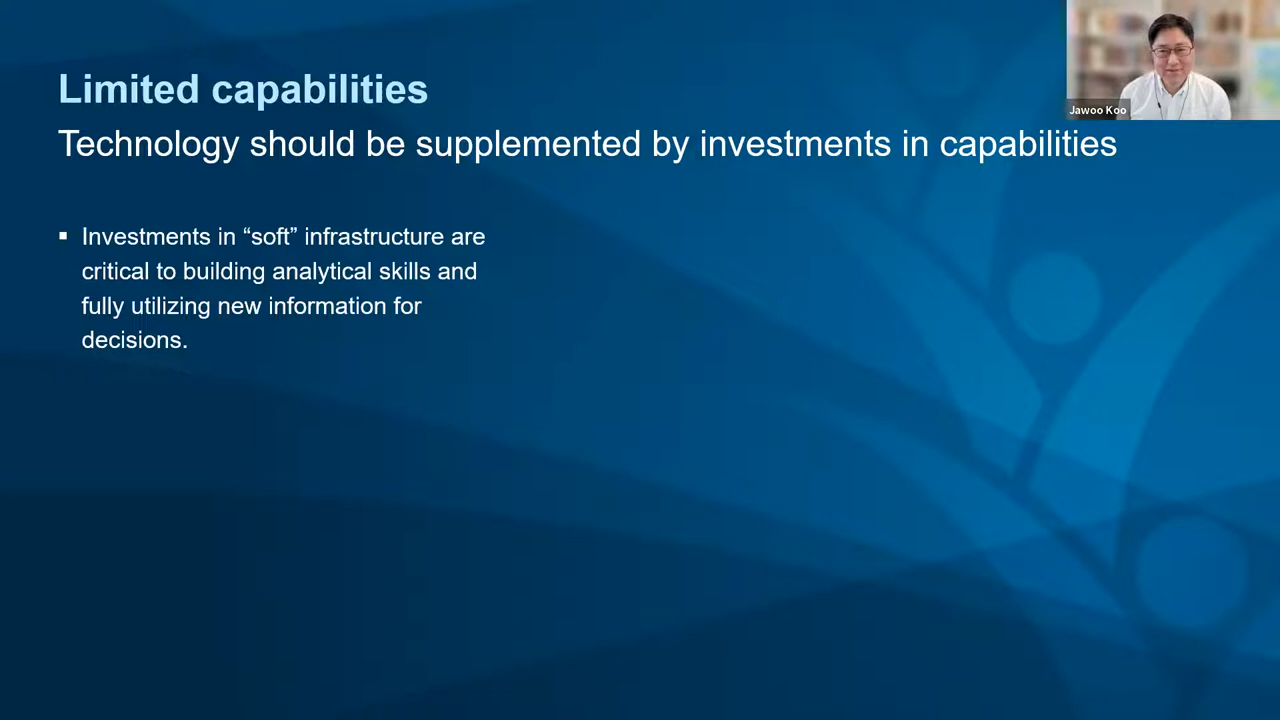 Limited capabilities
Technology should be supplemented by investments in capabilities
▪ Investments in “soft” infrastructure are
critical to building analytical skills and
fully utilizing new information for
decisions.
Jawoo Koo